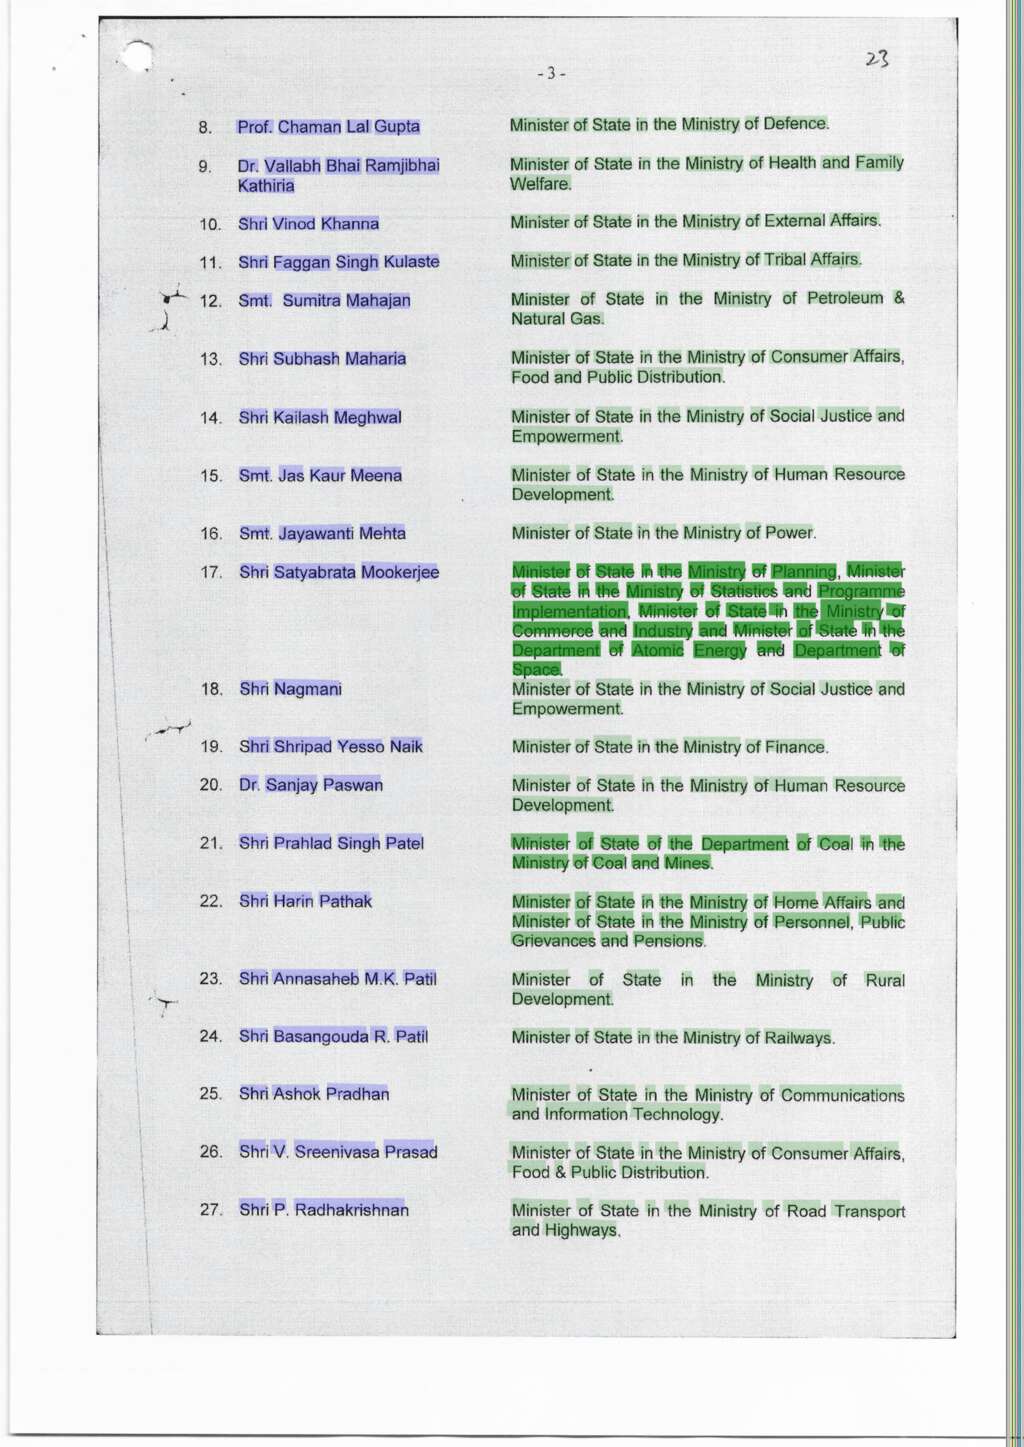 23
- 3 -
8. Prof. Chaman Lal Gupta Minister of State in the Ministry of Defence.
9. Dr. Vallabh Bhai Ramjibhai Minister of State in the Ministry of Health and Family
Kathiria Welfare.
10. Shri Vinod Khanna Minister of State in the Ministry of External Affairs.
11. Shri Faggan Singh Kulaste Minister of State in the Ministry of Tribal Affairs.
12. Smt. Sumitra Mahajan Minister of State in the Ministry of Petroleum &
Natural Gas.
13. Shri Subhash Maharia Minister of State in the Ministry of Consumer Affairs,
Food and Public Distribution.
14. Shri Kailash Meghwal Minister of State in the Ministry of Social Justice and
Empowerment.
15. Smt. Jas Kaur Meena Minister of State in the Ministry of Human Resource
Development.
16. Smt. Jayawanti Mehta Minister of State in the Ministry of Power.
17. Shri Satyabrata Mookerjee Minister of State in the Ministry of Planning, Minister
of State in the Ministry of Statistics and Programme
Implementation, Minister of State in the Ministry of
Commerce and Industry and Minister of State in the
Department of Atomic Energy and Department of
Space.
18. Shri Nagmani Minister of State in the Ministry of Social Justice and
Empowerment.
19. Shri Shripad Yesso Naik Minister of State in the Ministry of Finance.
20. Dr. Sanjay Paswan Minister of State in the Ministry of Human Resource
Development.
21. Shri Prahlad Singh Patel Minister of State of the Department of Coal in the
Ministry of Coal and Mines.
22. Shri Harin Pathak Minister of State in the Ministry of Home Affairs and
Minister of State in the Ministry of Personnel, Public
Grievances and Pensions.
23. Shri Annasaheb M.K. Patil Minister of State in the Ministry of Rural
Development.
24. Shri Basangouda R. Patil Minister of State in the Ministry of Railways.
25. Shri Ashok Pradhan Minister of State in the Ministry of Communications
and Information Technology.
26. Shri V. Sreenivasa Prasad Minister of State in the Ministry of Consumer Affairs,
Food & Public Distribution.
27. Shri P. Radhakrishnan Minister of State in the Ministry of Road Transport
and Highways.